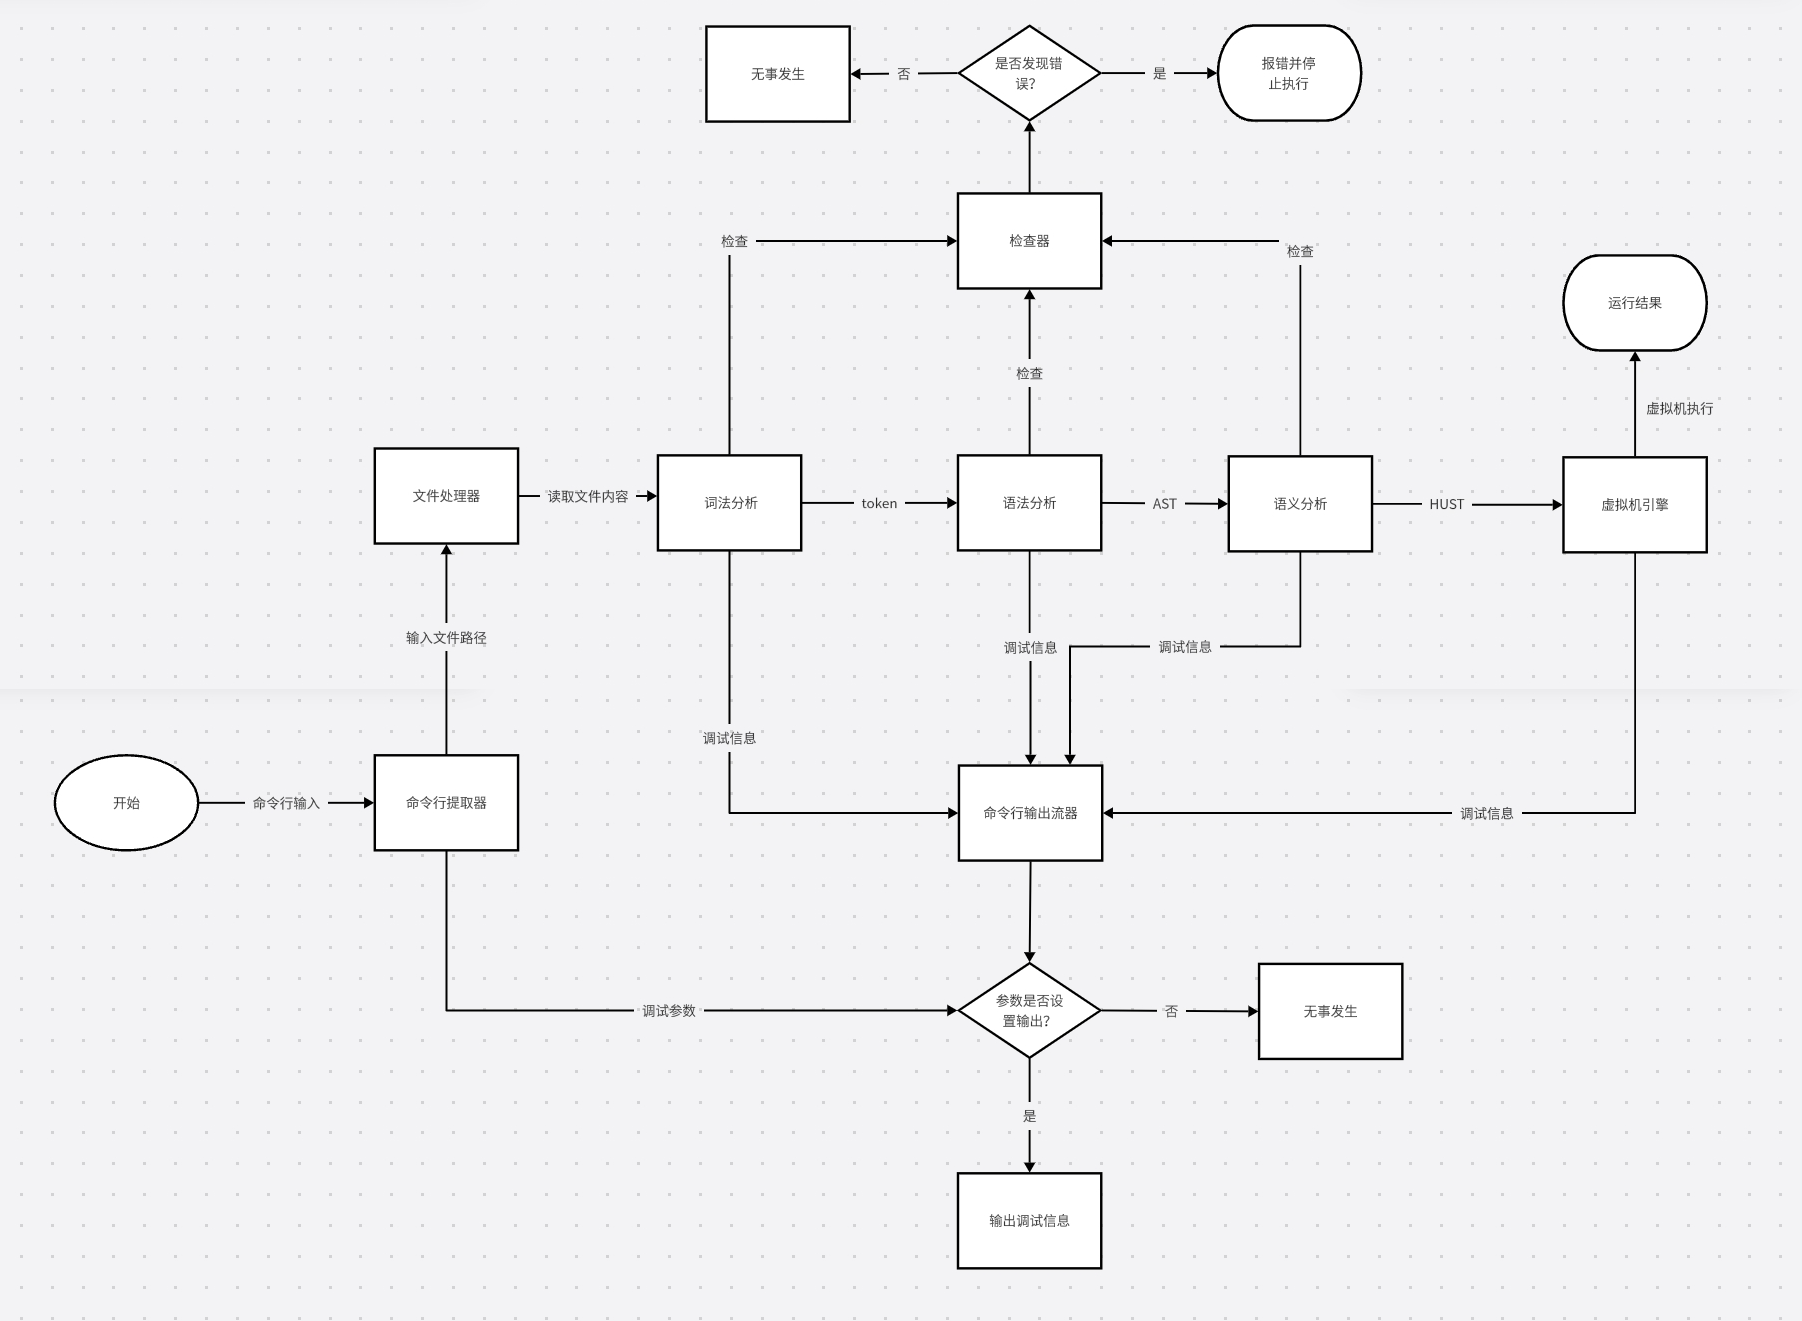 无事发生
否
是否发现错
误？
是
报错并停
止执行
检查
检查器
检查
运行结果
检查
虚拟机执行
文件处理器
读取文件内容
词法分析
token
语法分析
AST
语义分析
HUST
虚拟机引擎
输入文件路径
调试信息
调试信息
调试信息
开始
命令行输入
命令行提取器
命令行输出流器
调试信息
调试参数
参数是否设
置输出？
否
无事发生
是
输出调试信息